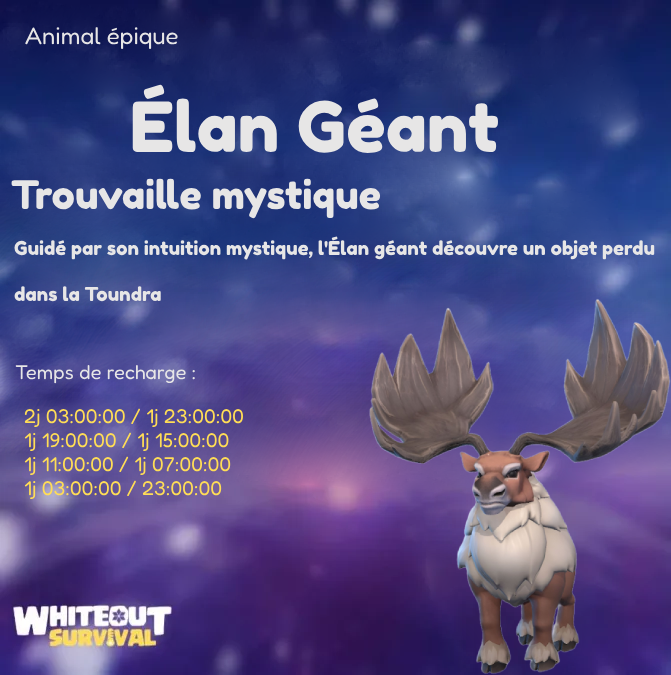 Animal épique
Élan Géant
Trouvaille mystique
Guidé par son intuition mystique, l'Élan géant découvre un objet perdu
dans la Toundra
Temps de recharge :
2j 03:00:00 / 1j 23:00:00
1j 19:00:00 / 1j 15:00:00
1j 11:00:00 / 1j 07:00:00
1j 03:00:00 / 23:00:00
WHITEOUT
SURVIVAL